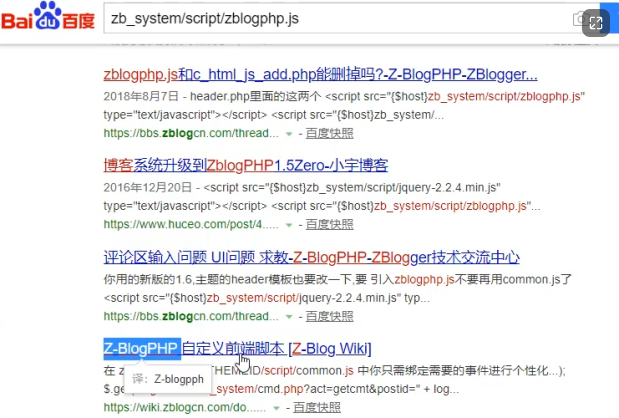 Bai du 百度 zb_system/script/zblogphp.js
zblogphp.js和c_html_js_add.php能删掉吗?-Z-BlogPHP-ZBlogger...
2018年8月7日 - header.php里面的这两个 <script src="{$host}zb_system/script/zblogphp.js"
type="text/javascript"></script> <script src="{$host}zb_system/...
https://bbs.zblogcn.com/thread... - 百度快照
博客系统升级到ZblogPHP1.5Zero-小宇博客
2016年12月20日 - <script src="{$host}zb_system/script/jquery-2.2.4.min.js"
type="text/javascript"></script> <script src="{$host}zb_system/script/zblogphp.js"...
https://www.huceo.com/post/4..... - 百度快照
评论区输入问题 UI问题 求教-Z-BlogPHP-ZBlogger技术交流中心
你用的新版的1.6,主题的header模板也要改一下,要 引入zblogphp.js不要再用common.js了
<script src="{$host}zb_system/script/jquery-2.2.4.min.js" typ...
https://bbs.zblogcn.com/thread... - 百度快照
Z-BlogPHP 自定义前端脚本 [Z-Blog Wiki]
在 z HEMEID/script/common.js 中你只需绑定需要的事件进行个性化...);
译: Z-blogpph
$.ge _system/cmd.php?act=getcmt&postid=" + log...
https://wiki.zblogcn.com/do...... - 百度快照